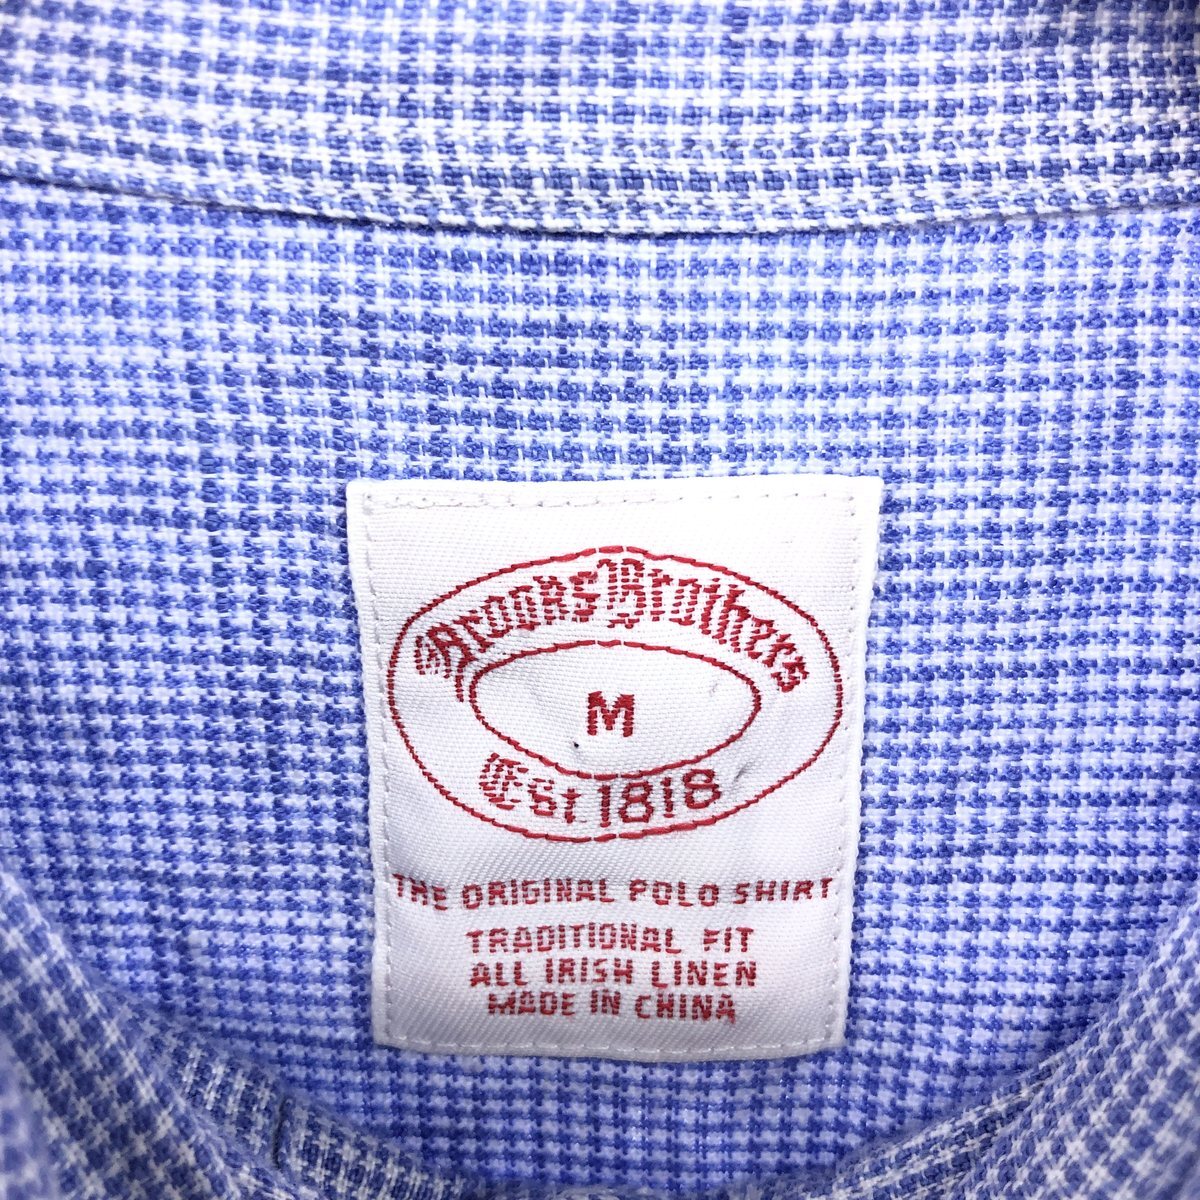 Brooks Brothers
M
Est. 1818
THE ORIGINAL POLO SHIRT
TRADITIONAL FIT
ALL IRISH LINEN
MADE IN CHINA